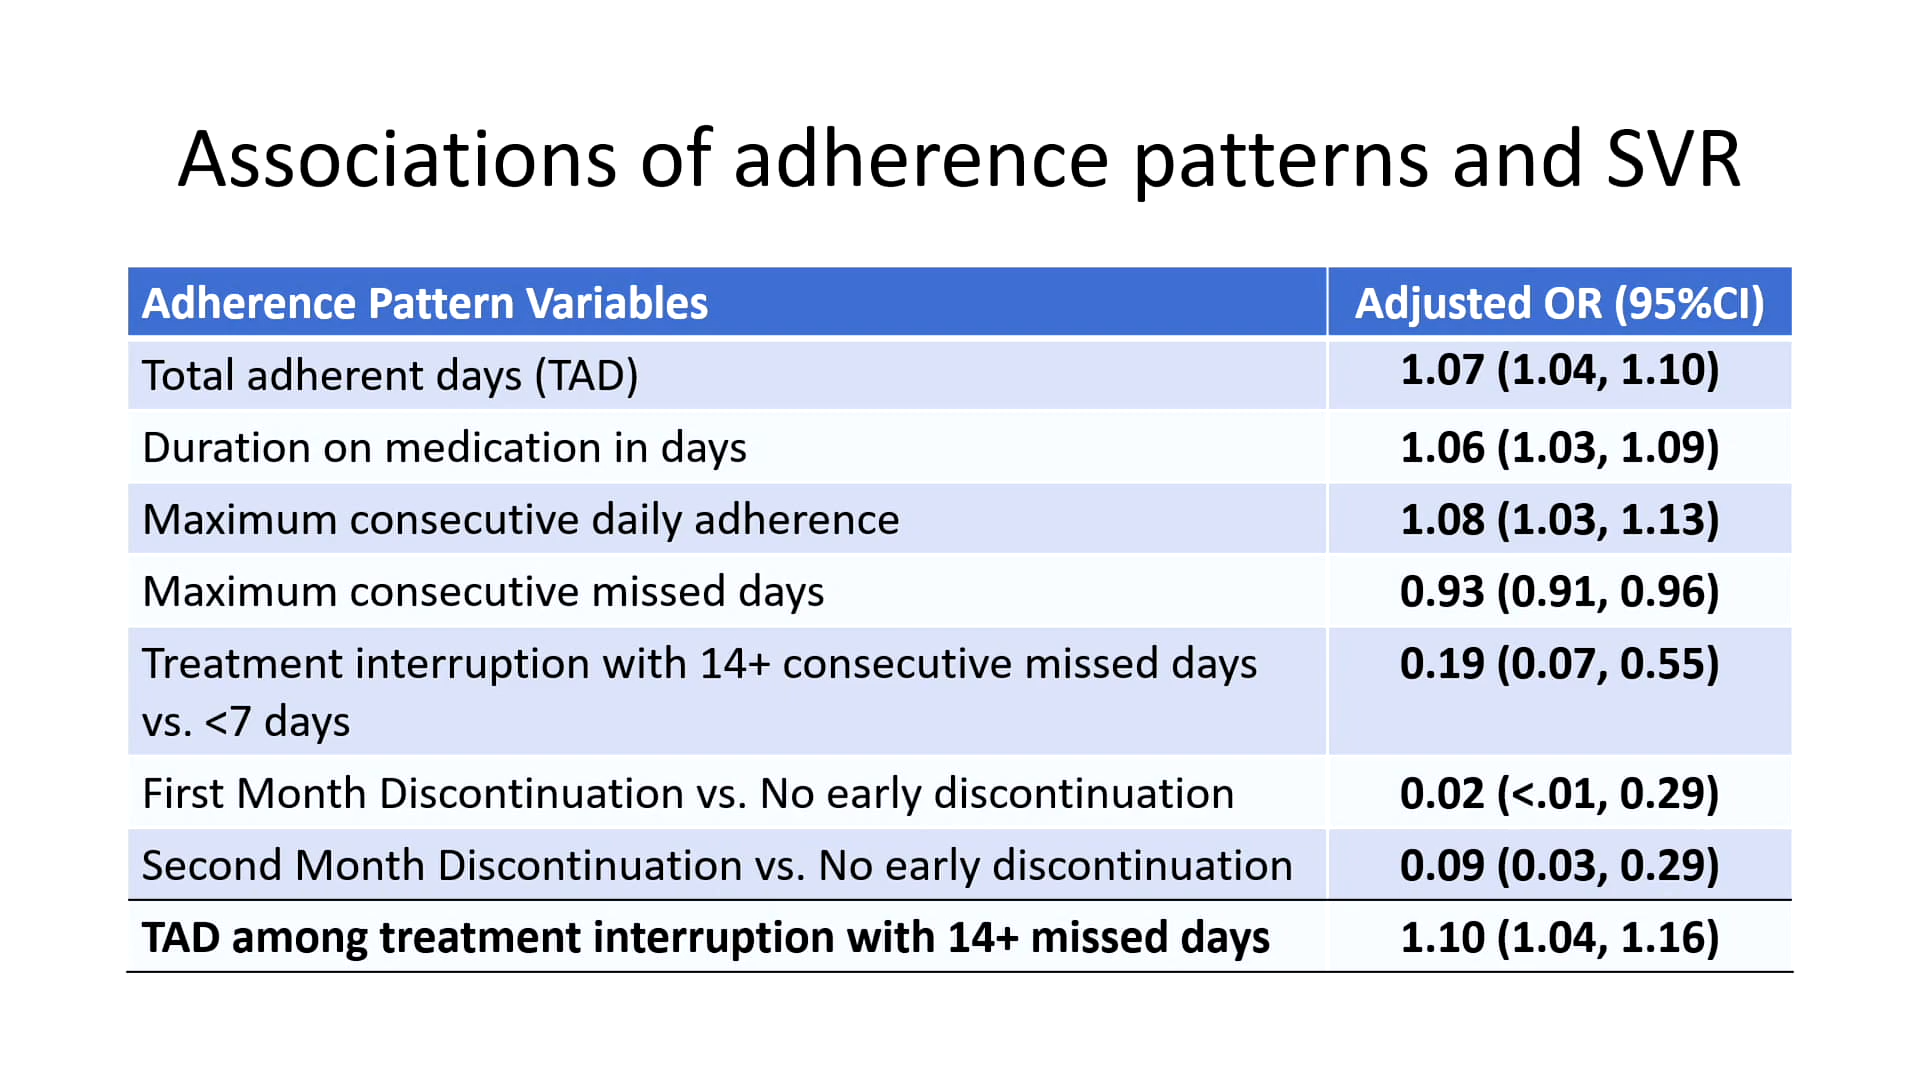 Associations of adherence patterns and SVR
Adherence Pattern Variables Adjusted OR (95%CI)
Total adherent days (TAD) 1.07 (1.04, 1.10)
Duration on medication in days 1.06 (1.03, 1.09)
Maximum consecutive daily adherence 1.08 (1.03, 1.13)
Maximum consecutive missed days 0.93 (0.91, 0.96)
Treatment interruption with 14+ consecutive missed days 0.19 (0.07, 0.55)
vs. <7 days
First Month Discontinuation vs. No early discontinuation 0.02 (<.01, 0.29)
Second Month Discontinuation vs. No early discontinuation 0.09 (0.03, 0.29)
TAD among treatment interruption with 14+ missed days 1.10 (1.04, 1.16)